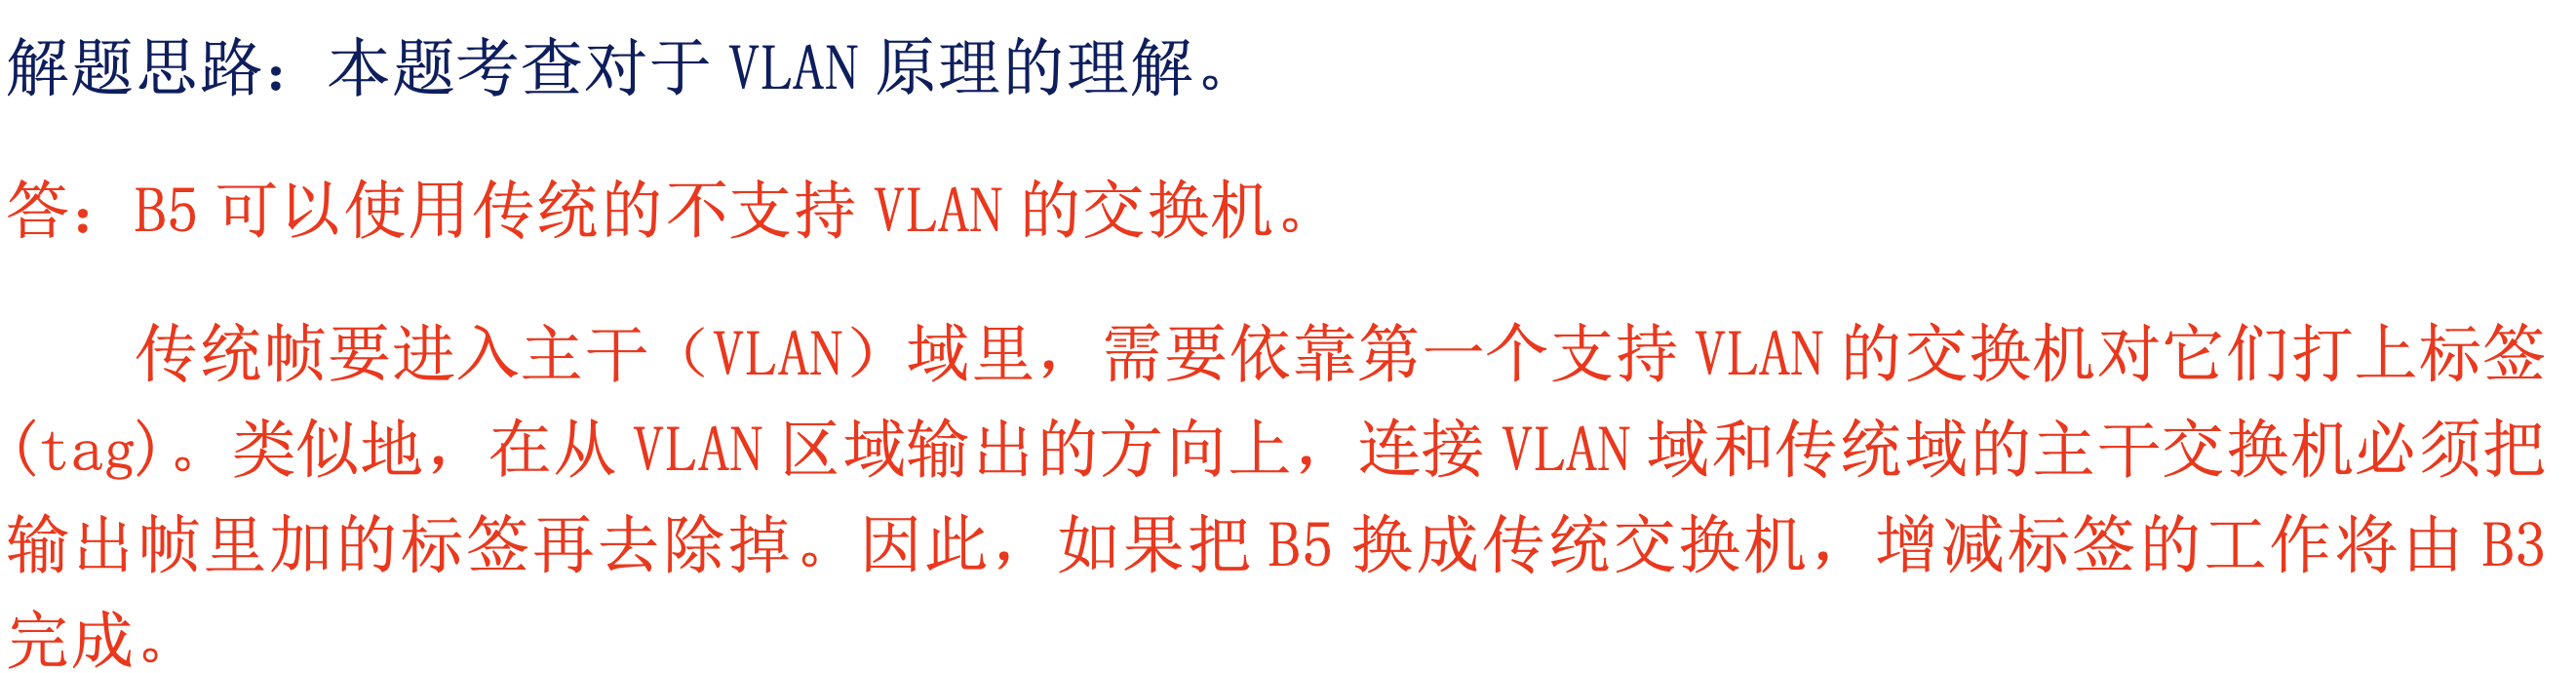 解题思路：本题考查对于 VLAN 原理的理解。
答：B5 可以使用传统的不支持 VLAN 的交换机。
传统帧要进入主干（VLAN）域里，需要依靠第一个支持 VLAN 的交换机对它们打上标签
(tag)。类似地，在从 VLAN 区域输出的方向上，连接 VLAN 域和传统域的主干交换机必须把
输出帧里加的标签再去除掉。因此，如果把 B5 换成传统交换机，增减标签的工作将由 B3
完成。